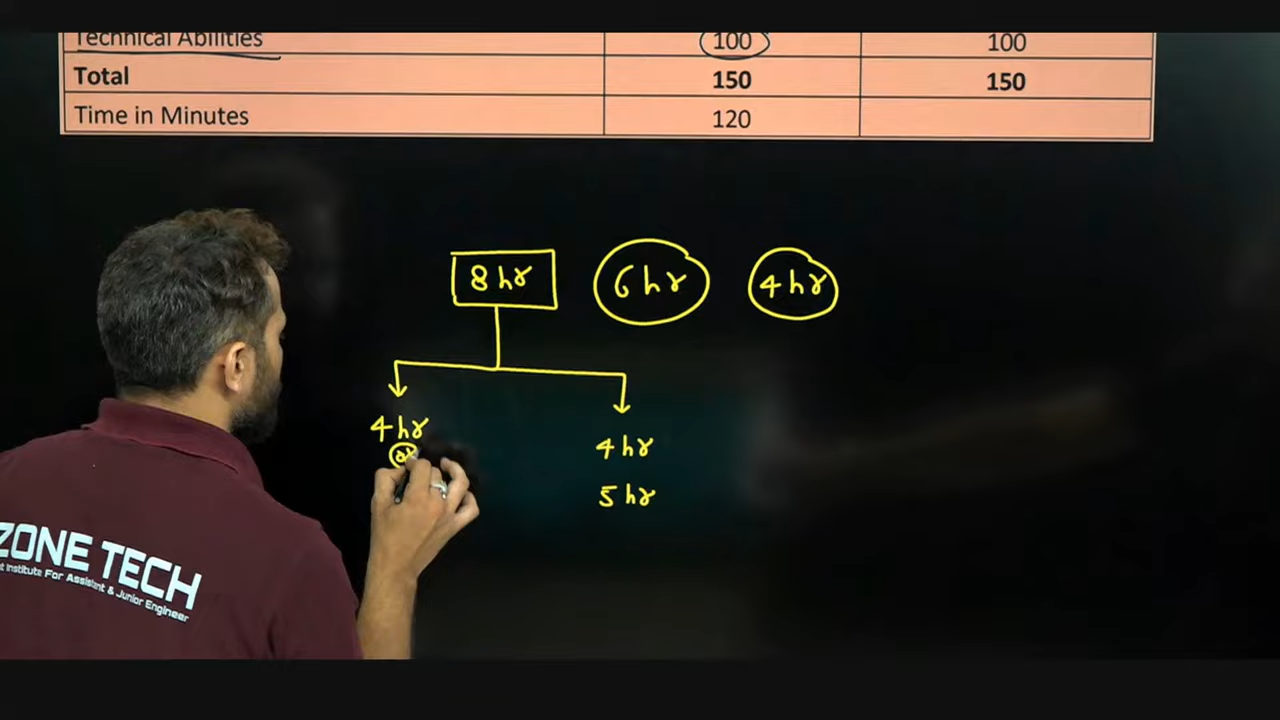 Technical Abilities 100 100
Total 150 150
Time in Minutes 120
8 hr 6 hr 4 hr
4 hr 4 hr
or
5 hr
ZONE TECH
Institute For Assistant & Junior Engineer